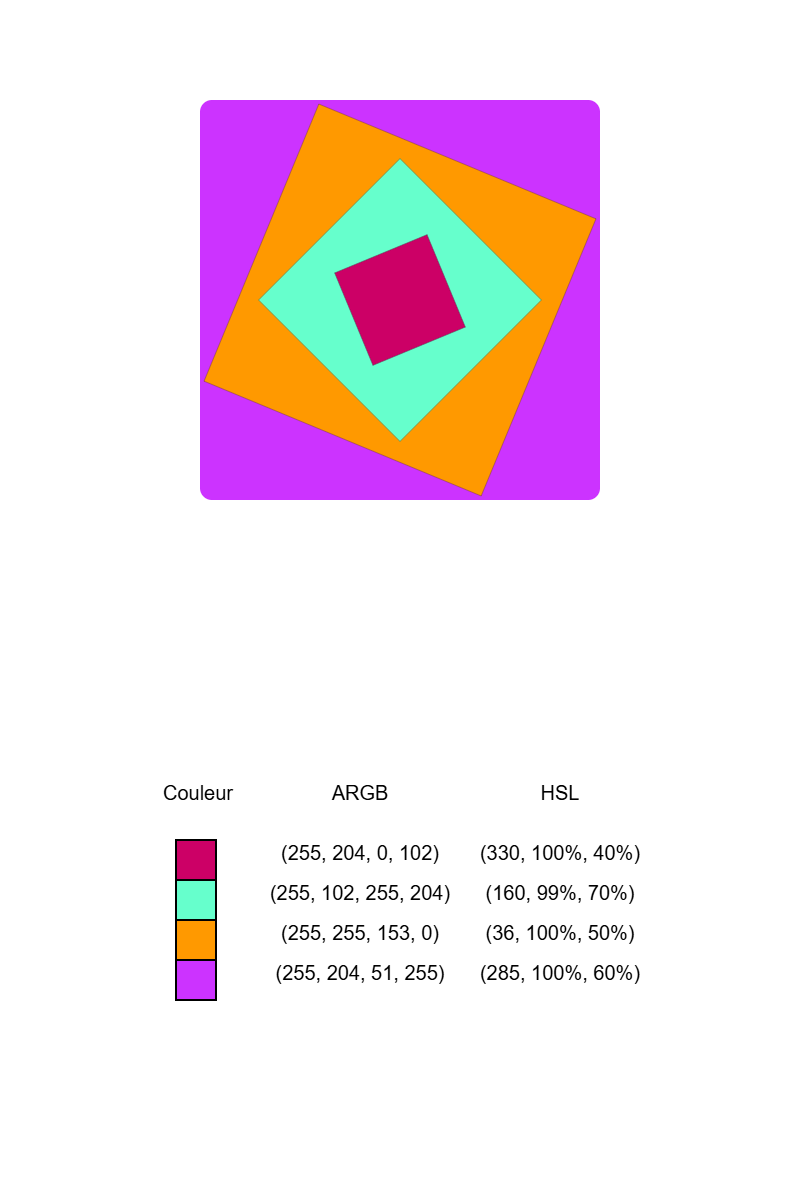 Couleur ARGB HSL
(255, 204, 0, 102) (330, 100%, 40%)
(255, 102, 255, 204) (160, 99%, 70%)
(255, 255, 153, 0) (36, 100%, 50%)
(255, 204, 51, 255) (285, 100%, 60%)